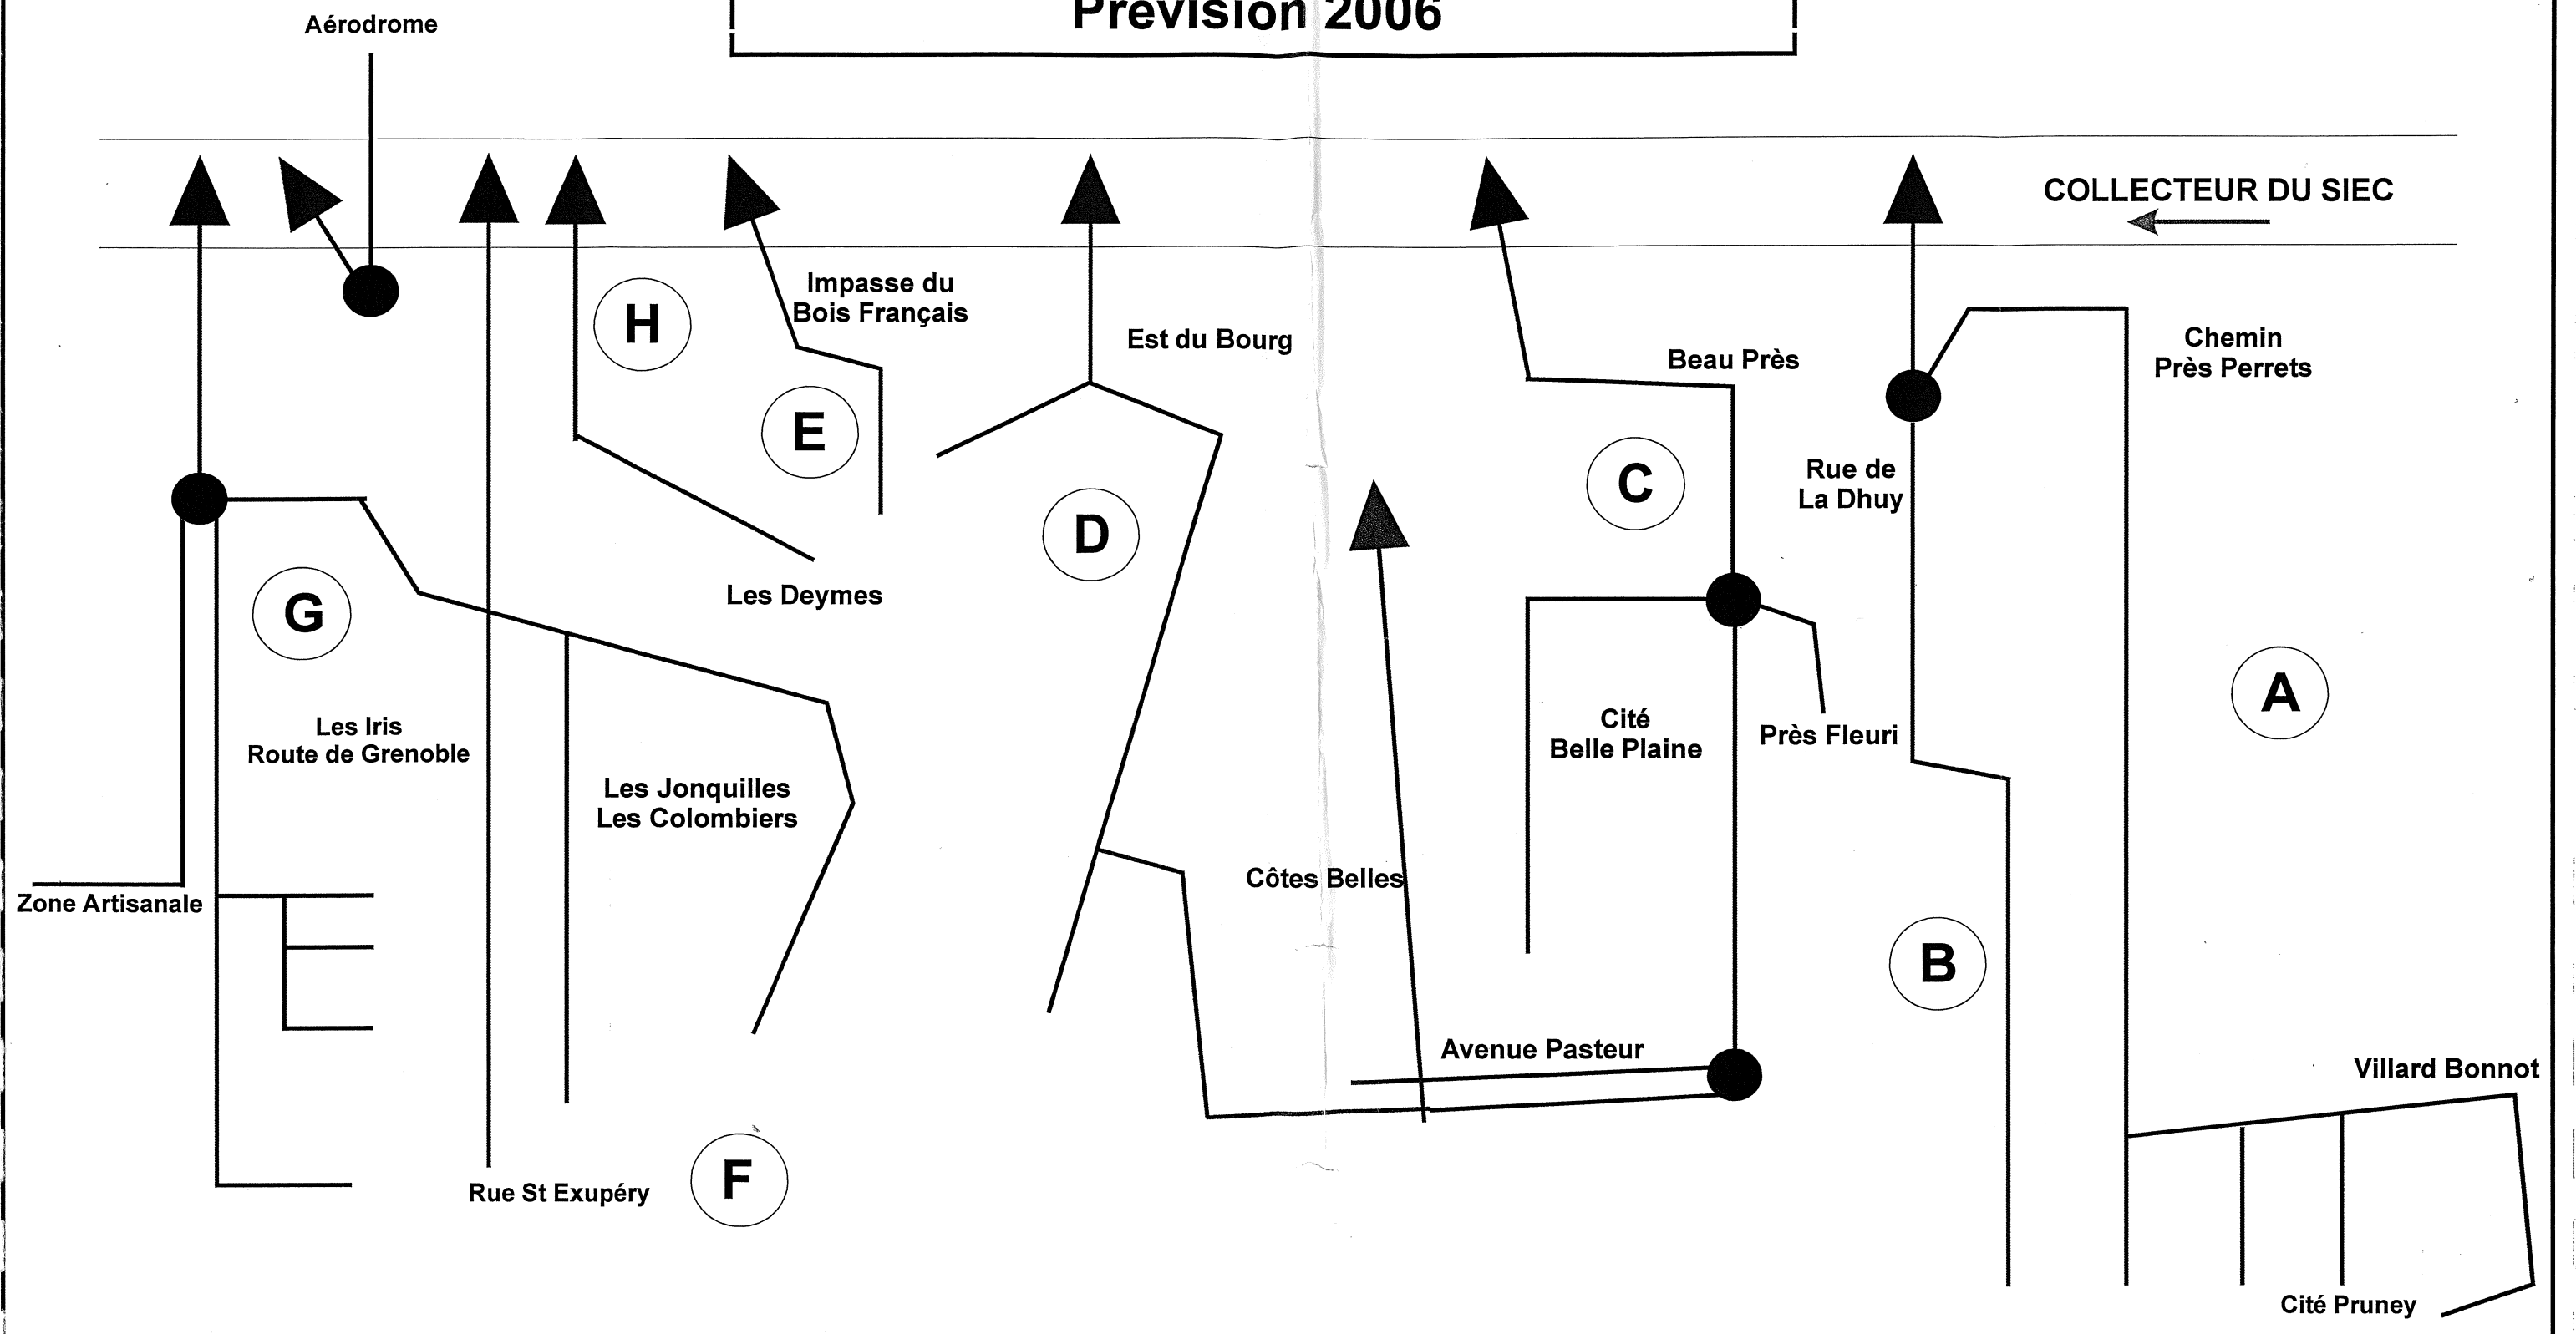 Prévision 2006
Aérodrome
COLLECTEUR DU SIEC
Impasse du
Bois Français
H
Est du Bourg
Chemin
Près Perrets
Beau Près
E
Rue de
La Dhuy
C
D
Les Deymes
G
A
Les Iris
Route de Grenoble
Cité
Belle Plaine
Près Fleuri
Les Jonquilles
Les Colombiers
Côtes Belles
Zone Artisanale
B
Avenue Pasteur
Villard Bonnot
F
Rue St Exupéry
Cité Pruney